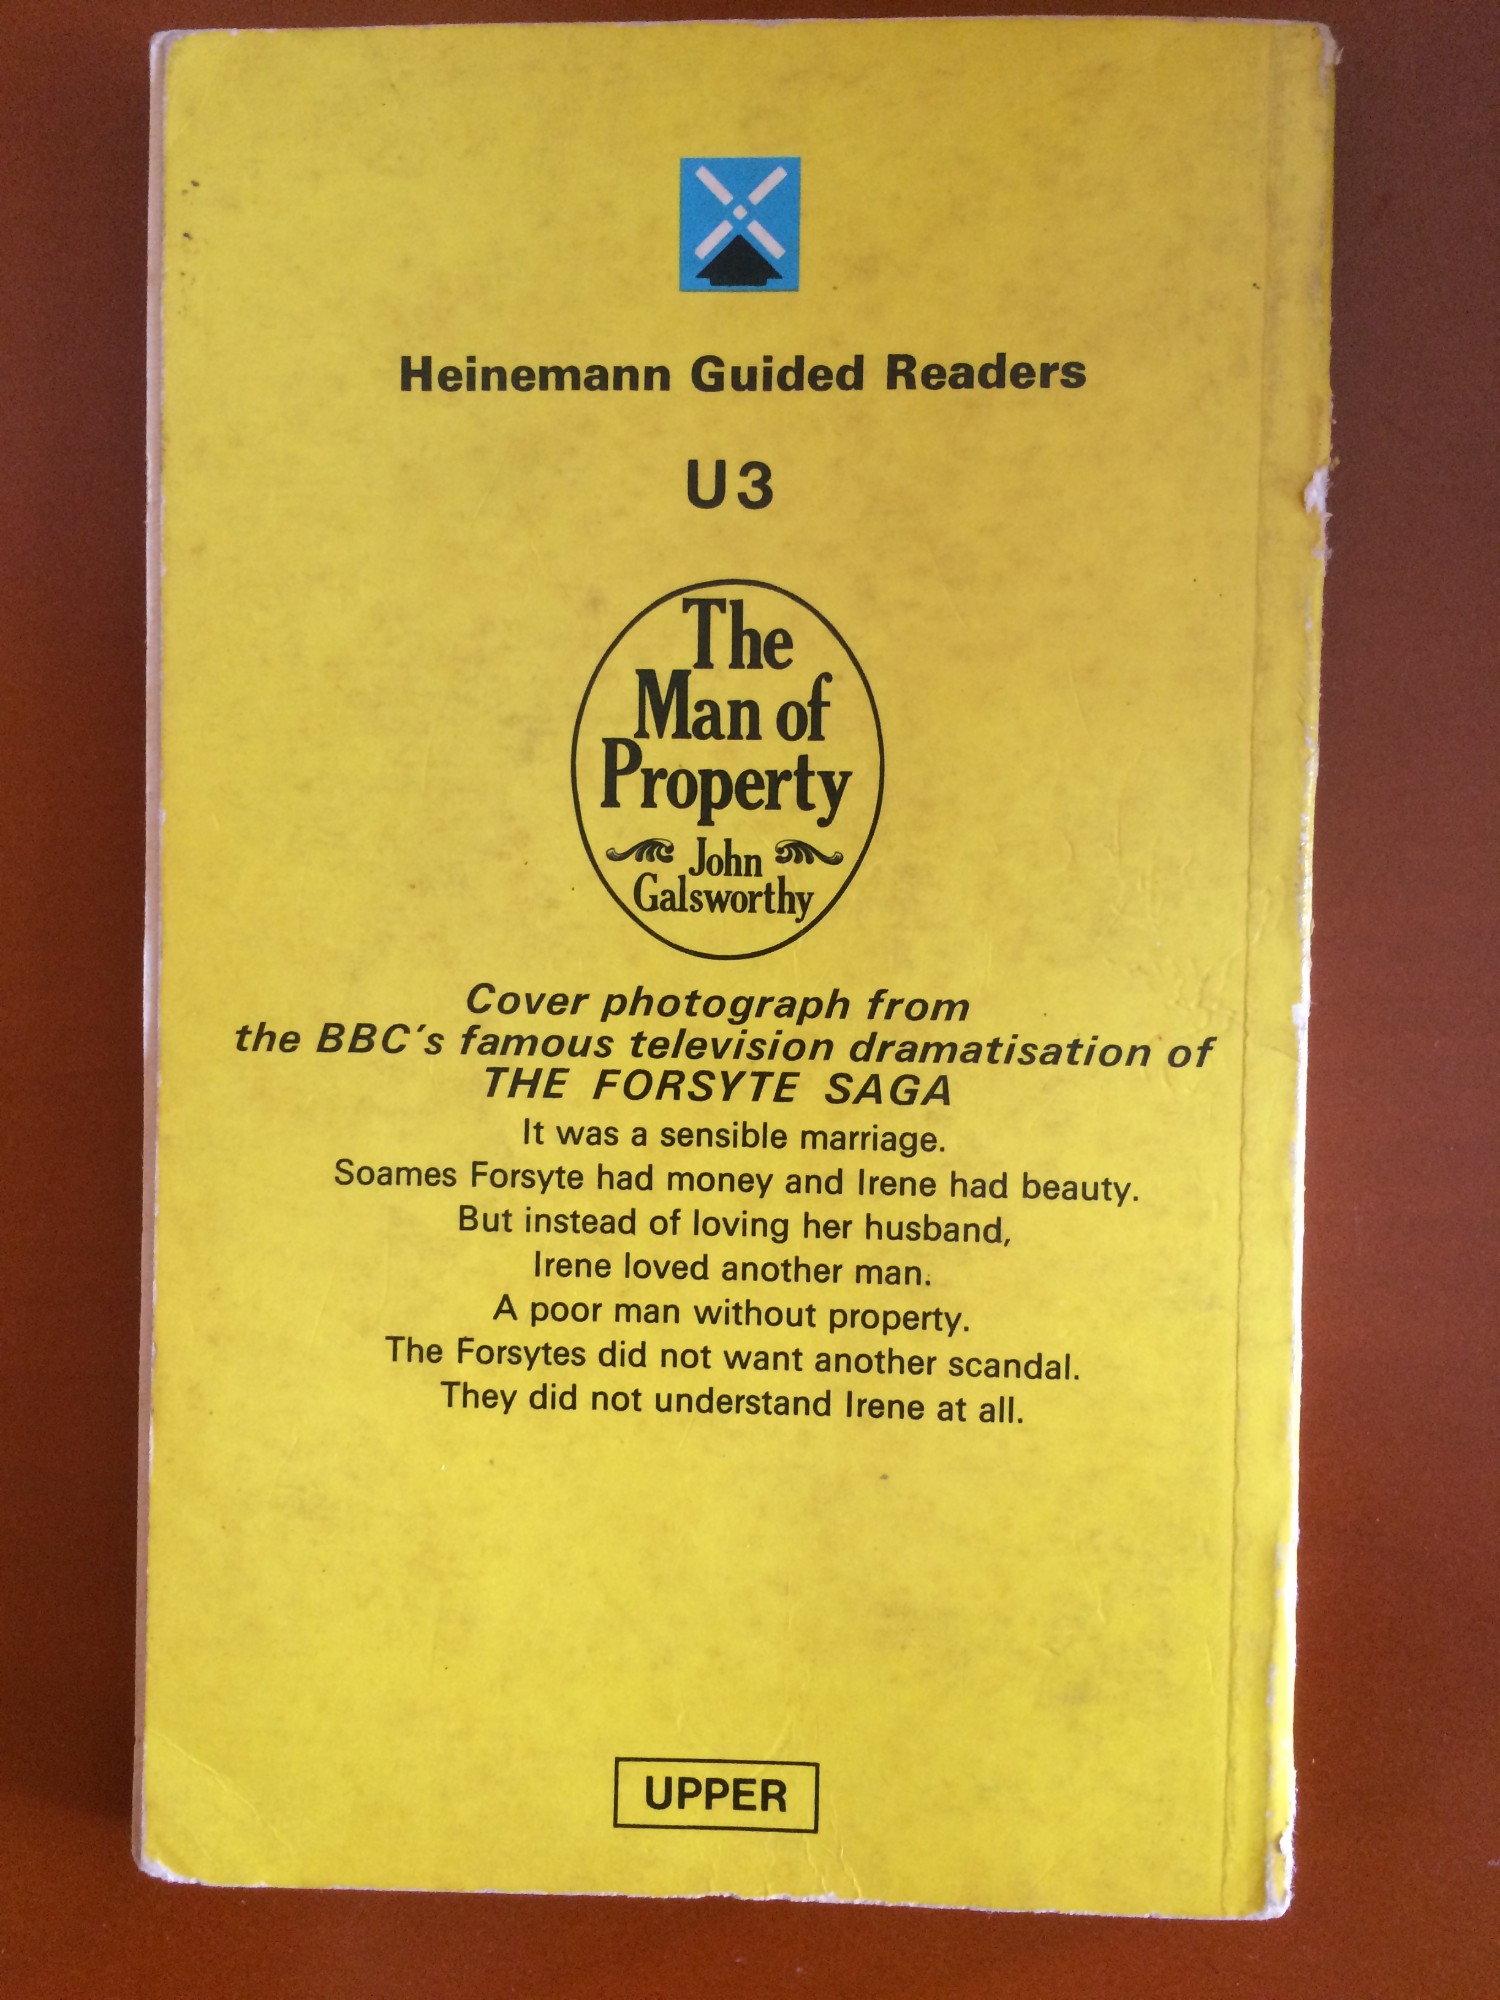 Heinemann Guided Readers
U3
The
Man of
Property
John
Galsworthy
Cover photograph from
the BBC's famous television dramatisation of
THE FORSYTE SAGA
It was a sensible marriage.
Soames Forsyte had money and Irene had beauty.
But instead of loving her husband,
Irene loved another man.
A poor man without property.
The Forsytes did not want another scandal.
They did not understand Irene at all.
UPPER